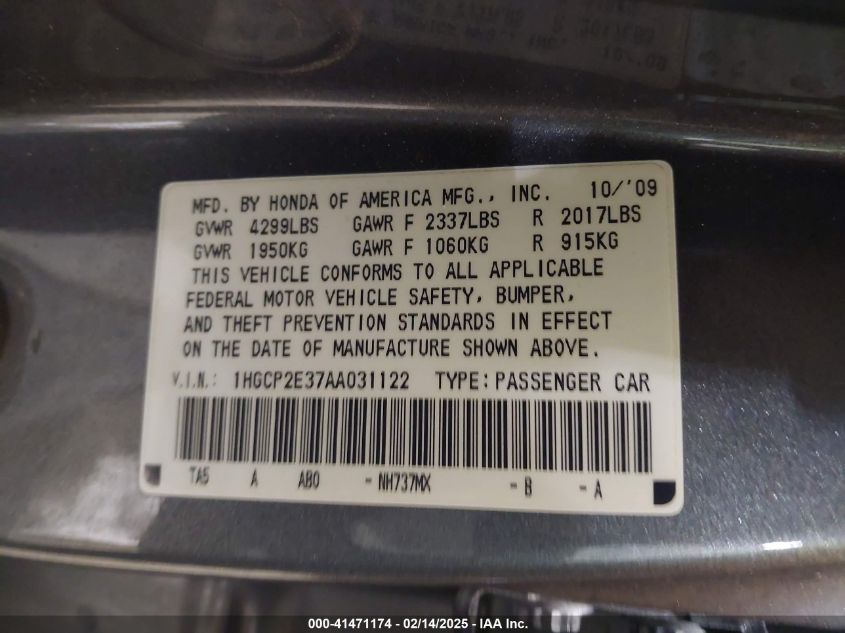 MFD. BY HONDA OF AMERICA MFG., INC. 10/'09
GVWR 4299LBS GAWR F 2337LBS R 2017LBS
GVWR 1950KG GAWR F 1060KG R 915KG
THIS VEHICLE CONFORMS TO ALL APPLICABLE
FEDERAL MOTOR VEHICLE SAFETY, BUMPER,
AND THEFT PREVENTION STANDARDS IN EFFECT
ON THE DATE OF MANUFACTURE SHOWN ABOVE.
V.I.N.: 1HGCP2E37AA031122 TYPE: PASSENGER CAR
TA5 A AB0 - NH737MX - B - A
000-41471174 - 02/14/2025 - IAA Inc.